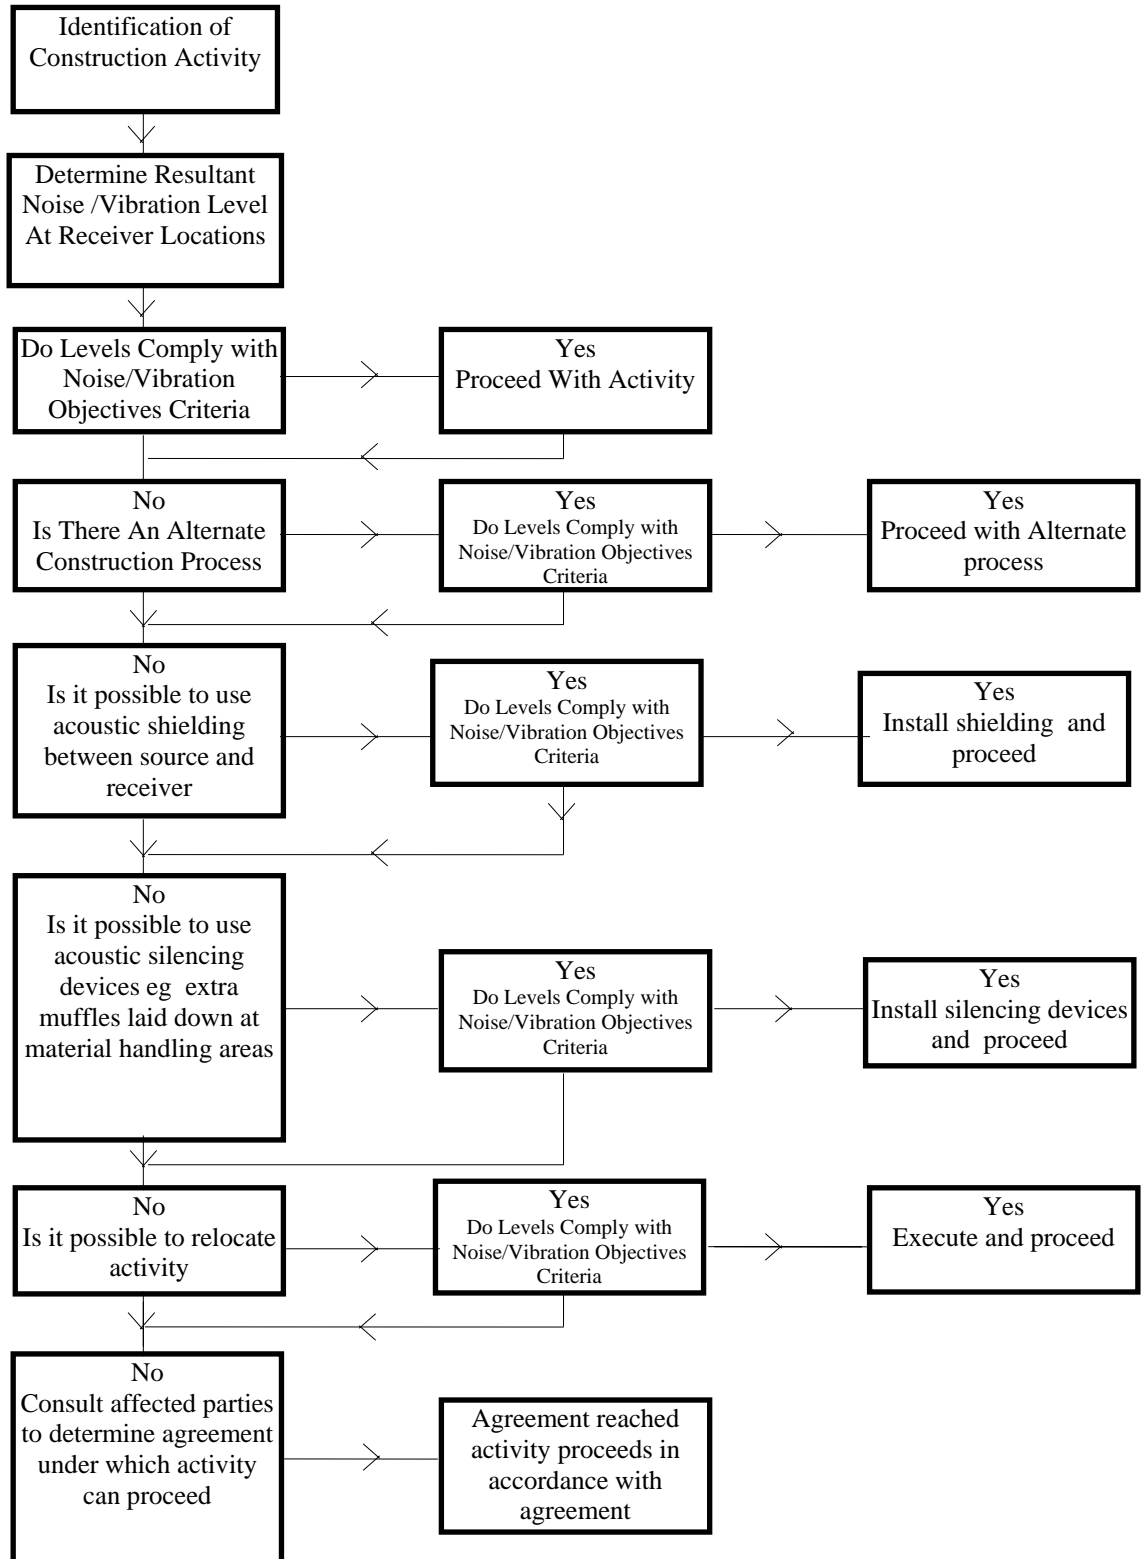 Identification of
Construction Activity
Determine Resultant
Noise /Vibration Level
At Receiver Locations
Do Levels Comply with
Noise/Vibration
Objectives Criteria
Yes
Proceed With Activity
No
Is There An Alternate
Construction Process
Yes
Do Levels Comply with
Noise/Vibration Objectives
Criteria
Yes
Proceed with Alternate
process
No
Is it possible to use
acoustic shielding
between source and
receiver
Yes
Do Levels Comply with
Noise/Vibration Objectives
Criteria
Yes
Install shielding and
proceed
No
Is it possible to use
acoustic silencing
devices eg extra
muffles laid down at
material handling areas
Yes
Do Levels Comply with
Noise/Vibration Objectives
Criteria
Yes
Install silencing devices
and proceed
No
Is it possible to relocate
activity
Yes
Do Levels Comply with
Noise/Vibration Objectives
Criteria
Yes
Execute and proceed
No
Consult affected parties
to determine agreement
under which activity
can proceed
Agreement reached
activity proceeds in
accordance with
agreement